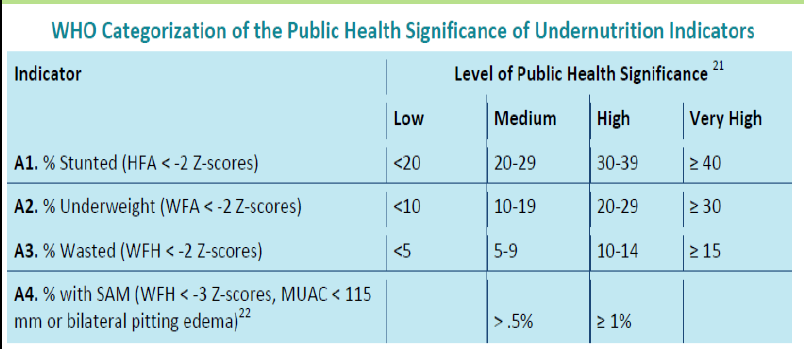 WHO Categorization of the Public Health Significance of Undernutrition Indicators
Indicator Level of Public Health Significance 21
Low Medium High Very High
A1. % Stunted (HFA < -2 Z-scores) <20 20-29 30-39 ≥ 40
A2. % Underweight (WFA < -2 Z-scores) <10 10-19 20-29 ≥ 30
A3. % Wasted (WFH < -2 Z-scores) <5 5-9 10-14 ≥ 15
A4. % with SAM (WFH < -3 Z-scores, MUAC < 115
mm or bilateral pitting edema)22 >.5% ≥ 1%